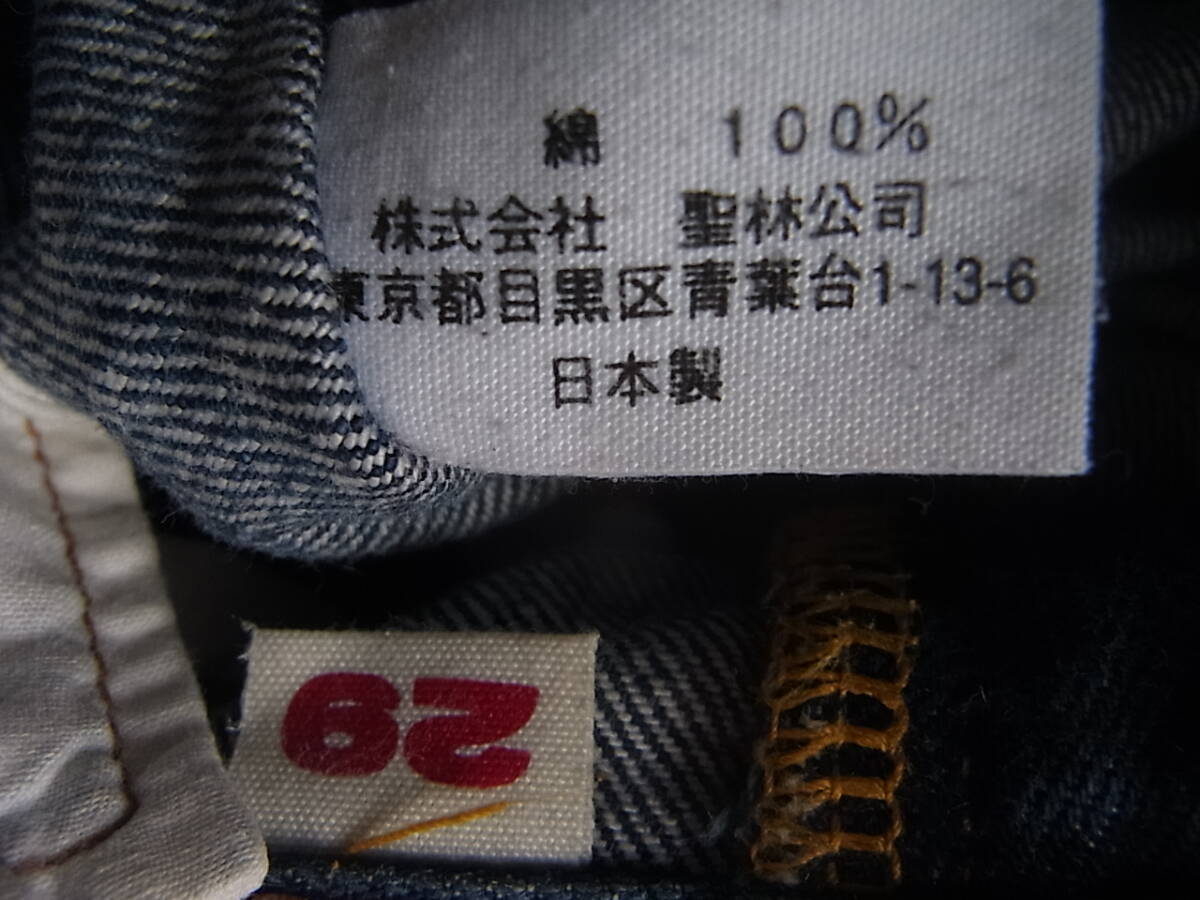 綿 100%
株式会社 聖林公司
東京都目黒区青葉台1-13-6
日本製
29